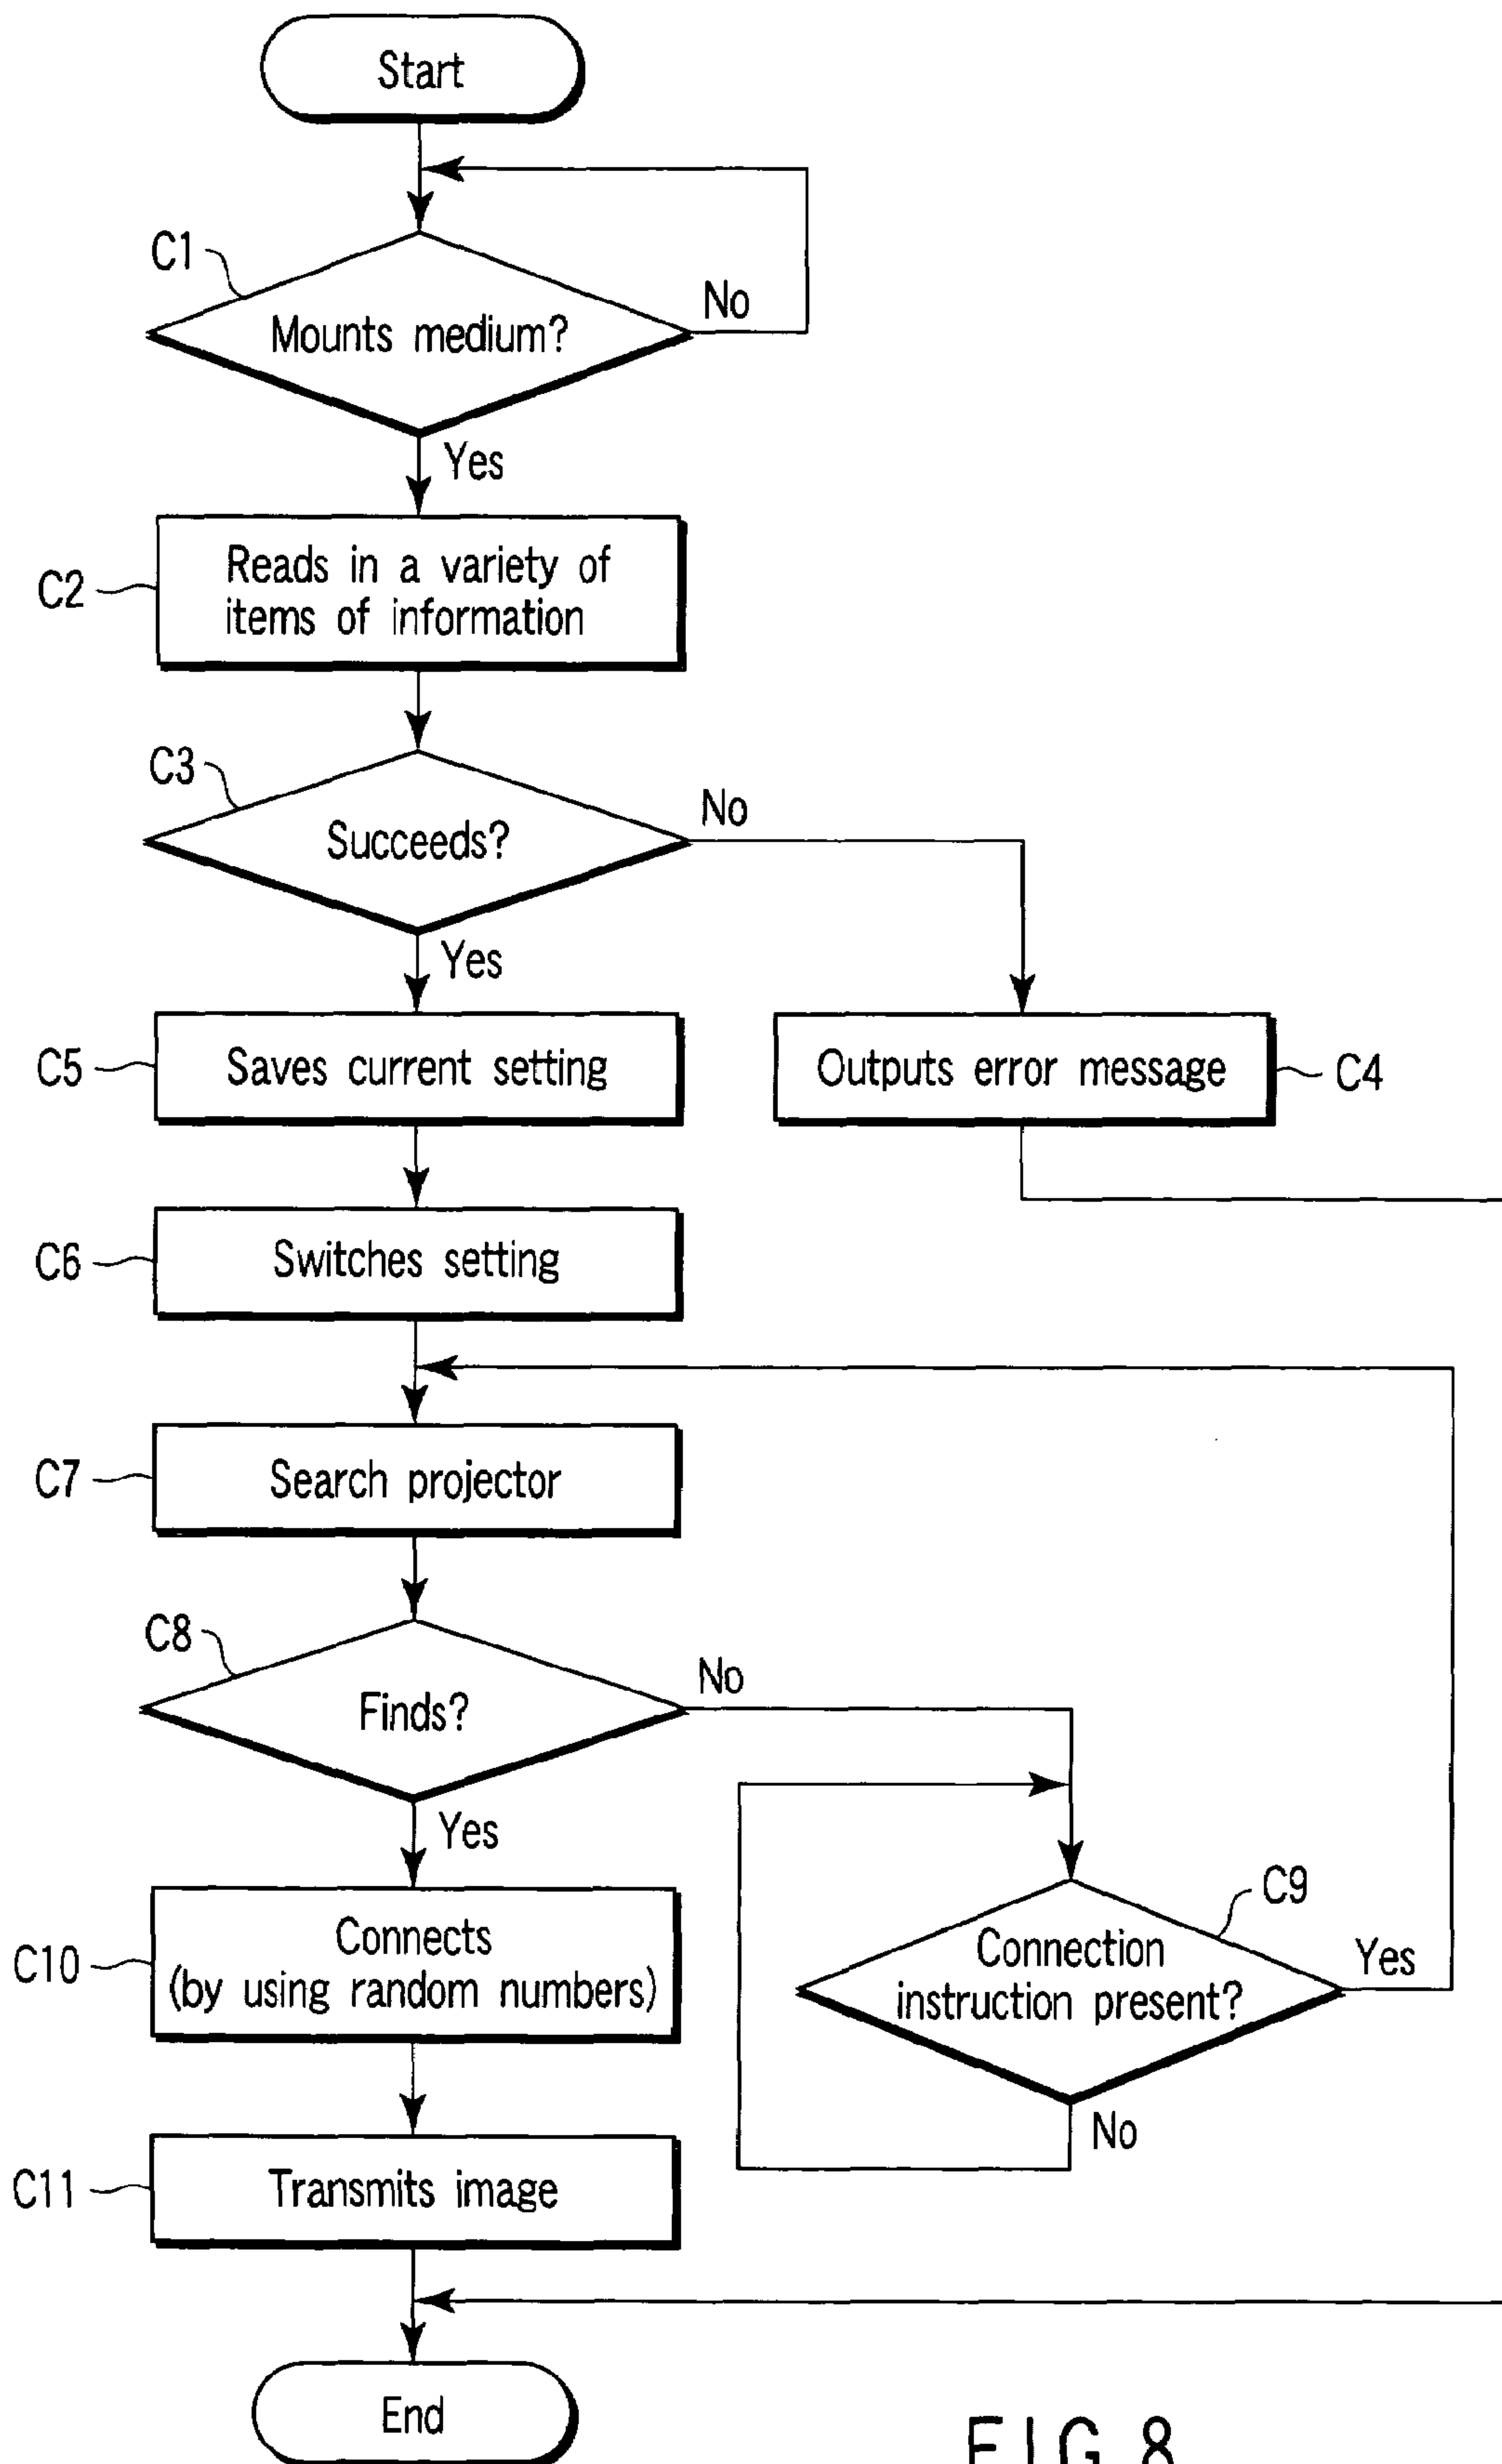 Start
C1
Mounts medium?
No
Yes
C2
Reads in a variety of
items of information
C3
Succeeds?
No
Yes
C5
Saves current setting
Outputs error message
C4
C6
Switches setting
C7
Search projector
C8
Finds?
No
Yes
C9
Connection
instruction present?
Yes
No
C10
Connects
(by using random numbers)
C11
Transmits image
End
FIG.8